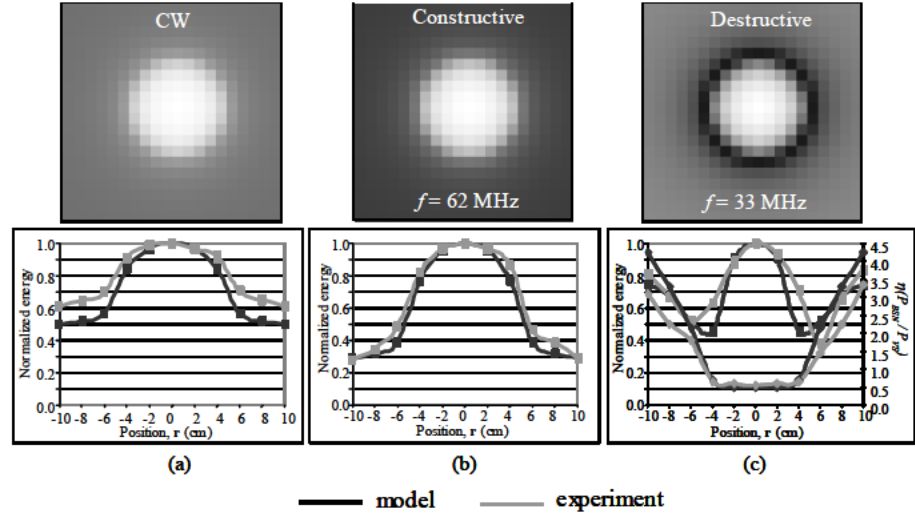 CW
Constructive
f = 62 MHz
Destructive
f = 33 MHz
Normalized energy
1.0
0.8
0.6
0.4
0.2
0.0
-10 -8 -6 -4 -2 0 2 4 6 8 10
Position, r (cm)
(a)
Normalized energy
1.0
0.8
0.6
0.4
0.2
0.0
-10 -8 -6 -4 -2 0 2 4 6 8 10
Position, r (cm)
(b)
Normalized energy
1.0
0.8
0.6
0.4
0.2
0.0
-10 -8 -6 -4 -2 0 2 4 6 8 10
Position, r (cm)
4.5
4.0
3.5
3.0
2.5
2.0
1.5
1.0
0.5
0.0
(c)
model
experiment